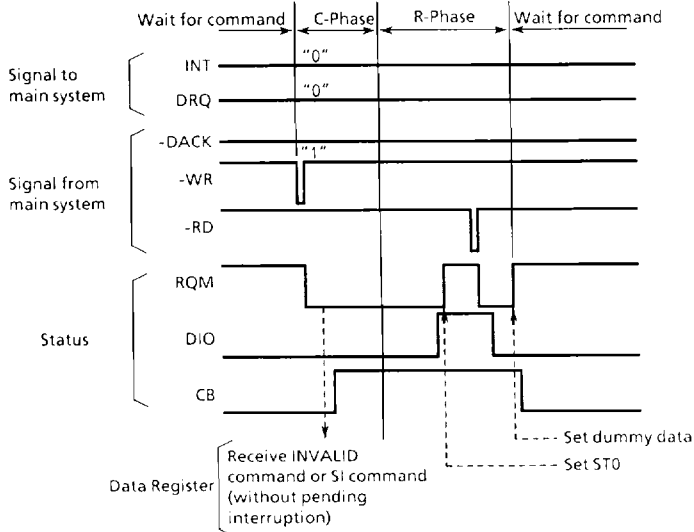 Wait for command
C-Phase
R-Phase
Wait for command
Signal to
main system
INT
"0"
DRQ
"0"
Signal from
main system
-DACK
"1"
-WR
-RD
Status
RQM
DIO
CB
Set dummy data
Set ST0
Data Register
Receive INVALID
command or SI command
(without pending
interruption)